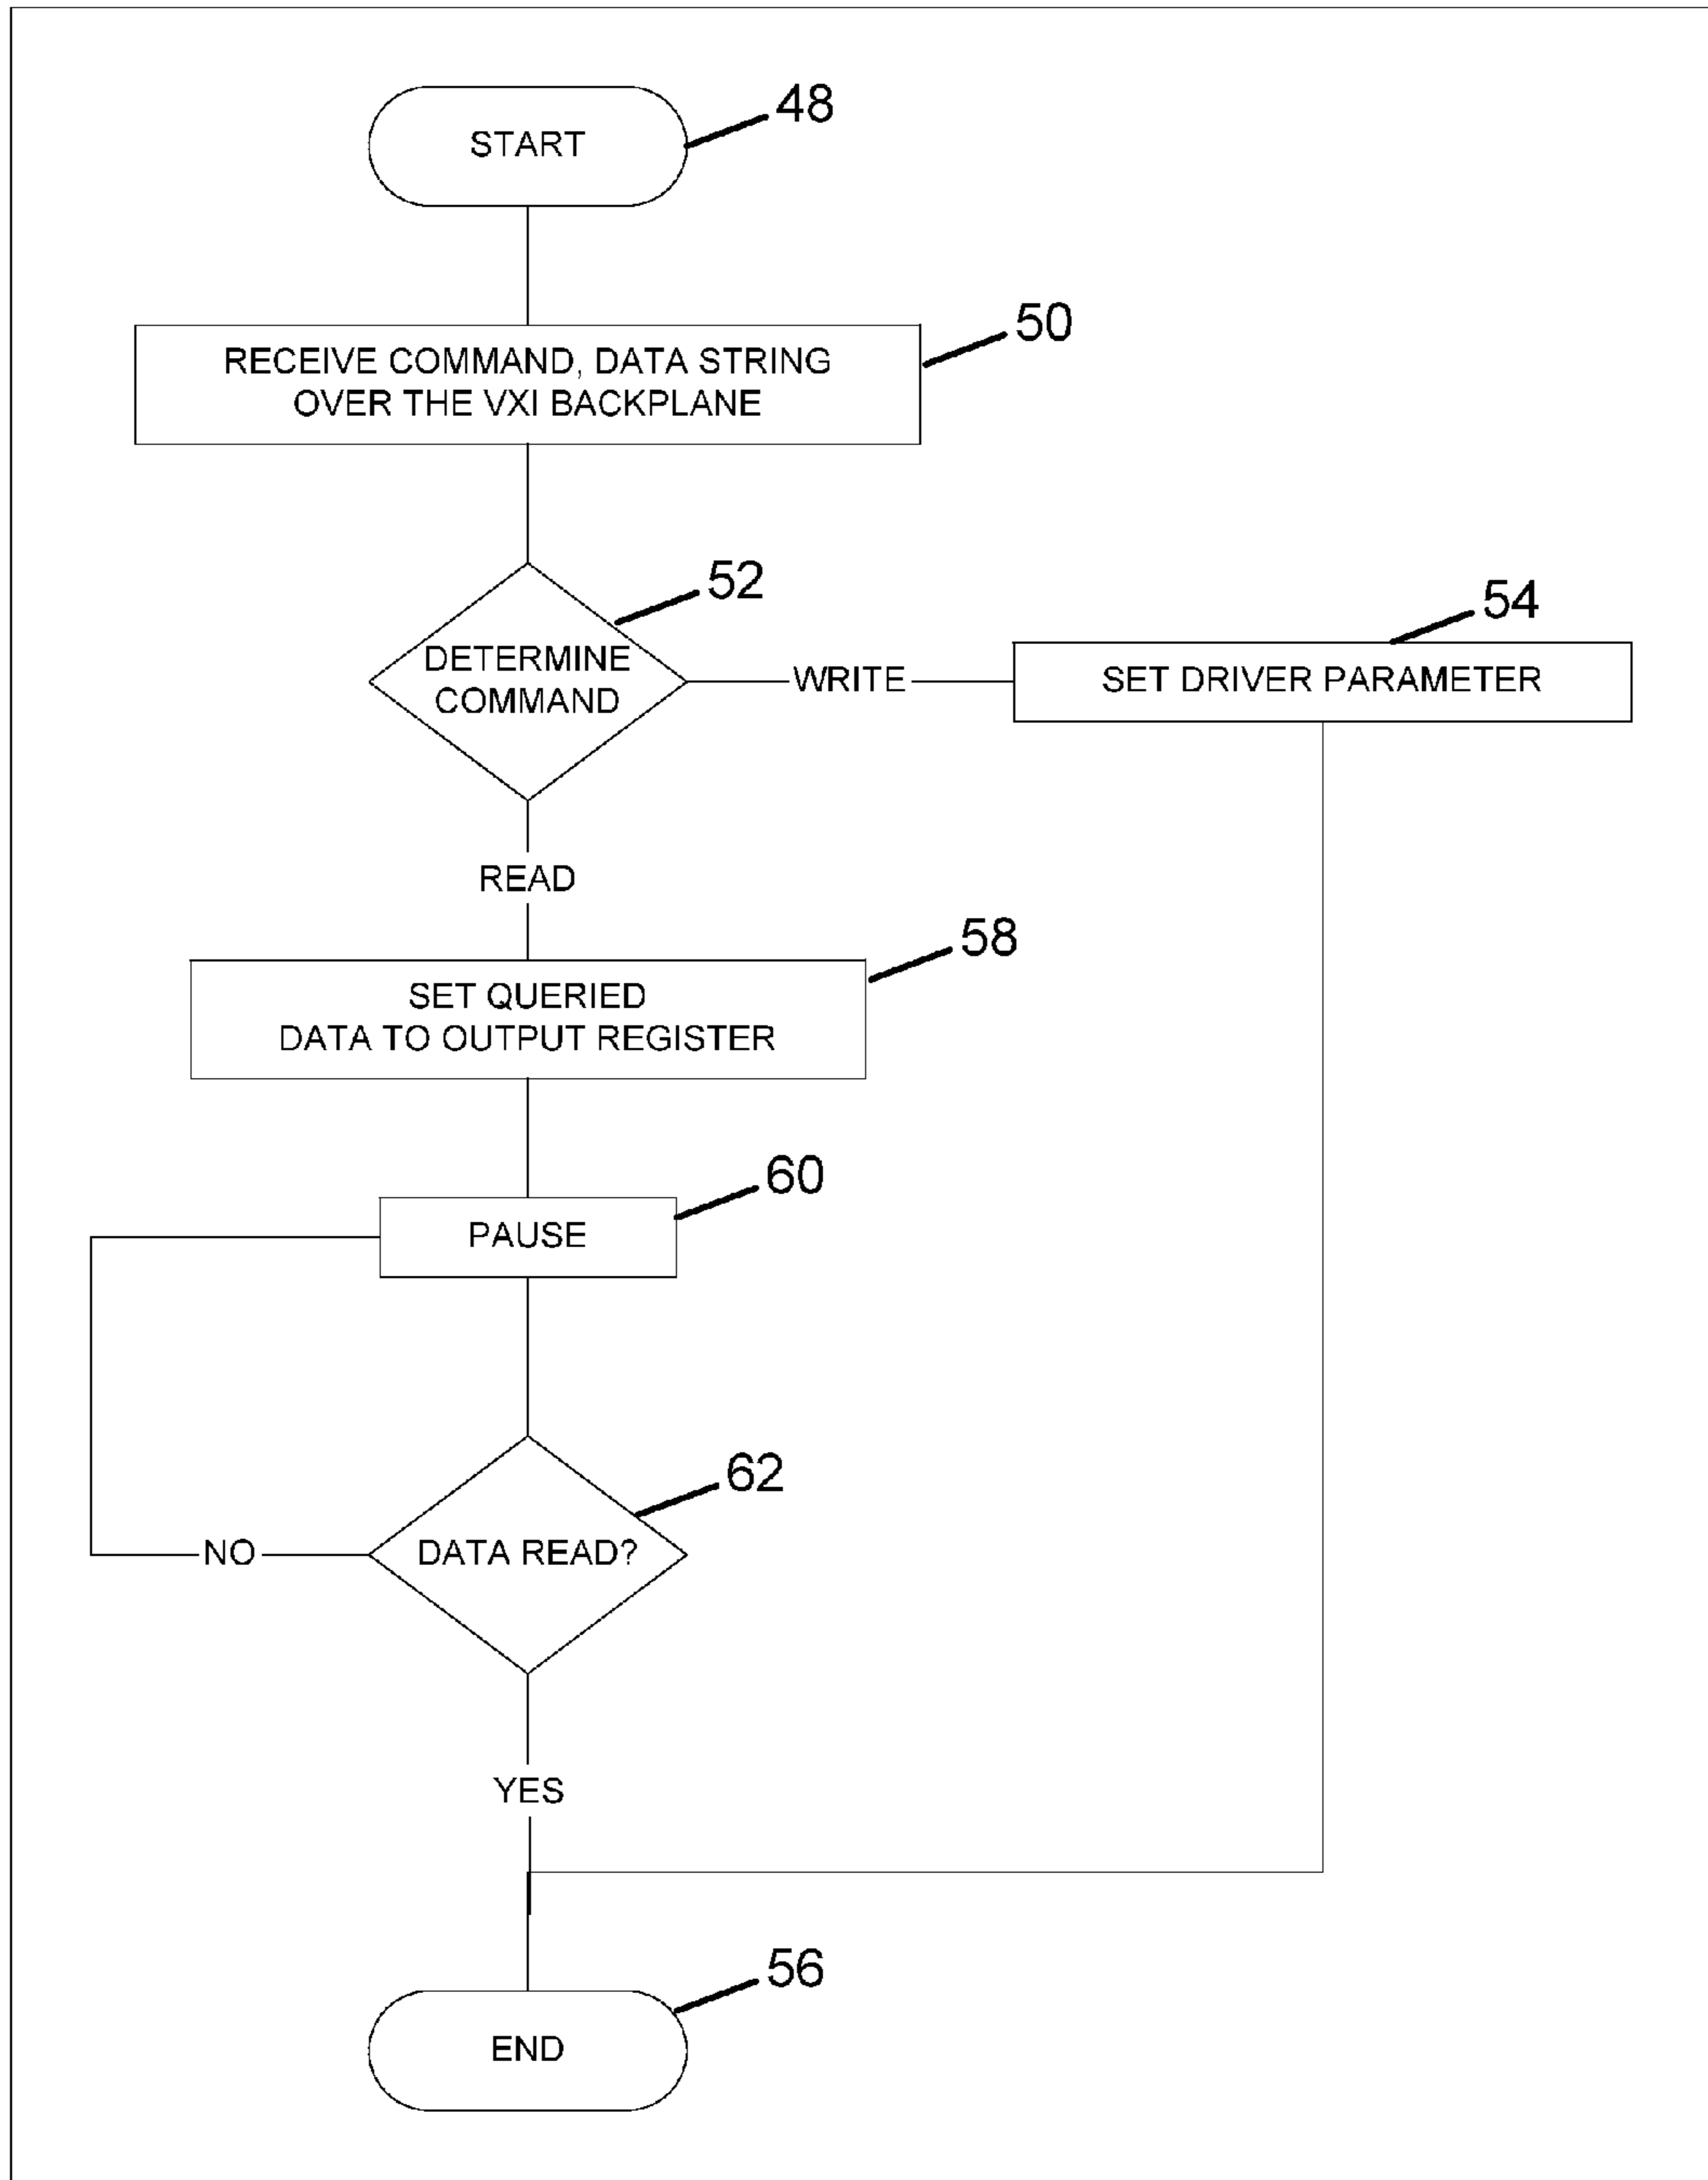 START
48
RECEIVE COMMAND, DATA STRING
OVER THE VXI BACKPLANE
50
DETERMINE
COMMAND
52
WRITE
SET DRIVER PARAMETER
54
READ
SET QUERIED
DATA TO OUTPUT REGISTER
58
PAUSE
60
DATA READ?
62
NO
YES
END
56